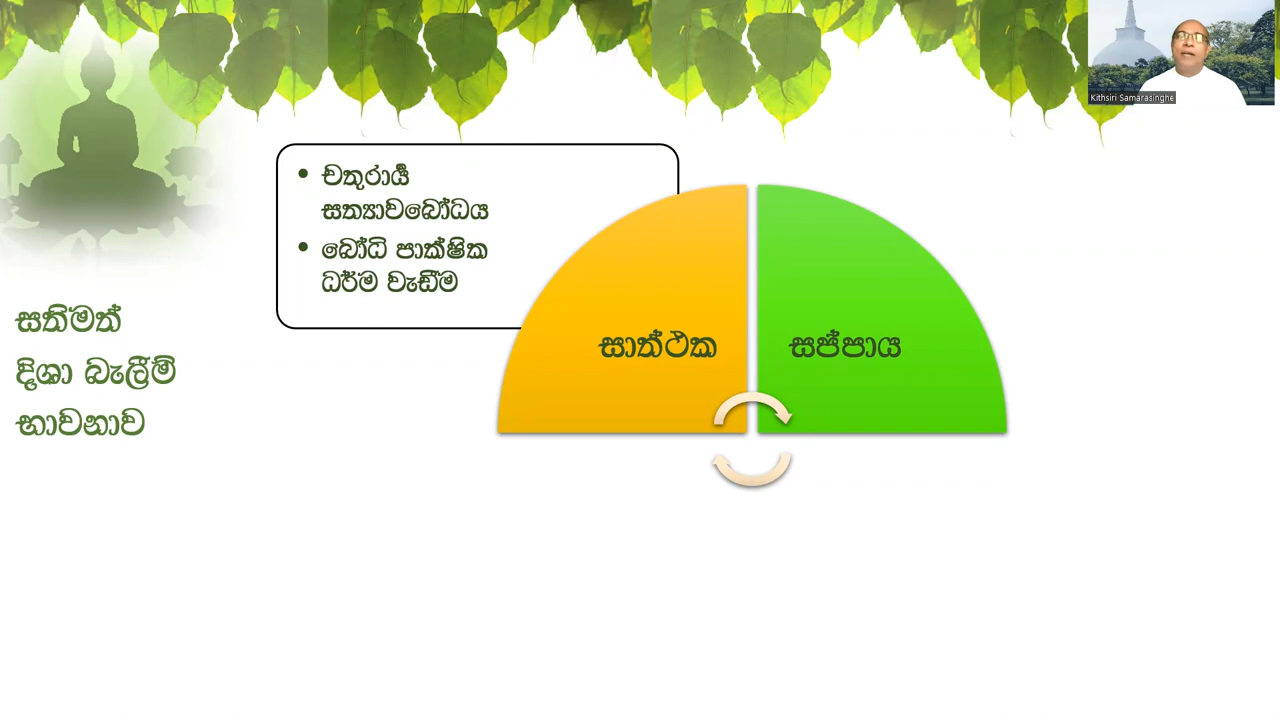 Kithsiri Samarasinghe
චතුරාර්‍ය
සත්‍යාවබෝධය
බෝධි පාක්ෂික
ධර්ම වැඩීම
සාත්ථක
සප්පාය
සතිමත්
දිශා බැලීම්
භාවනාව